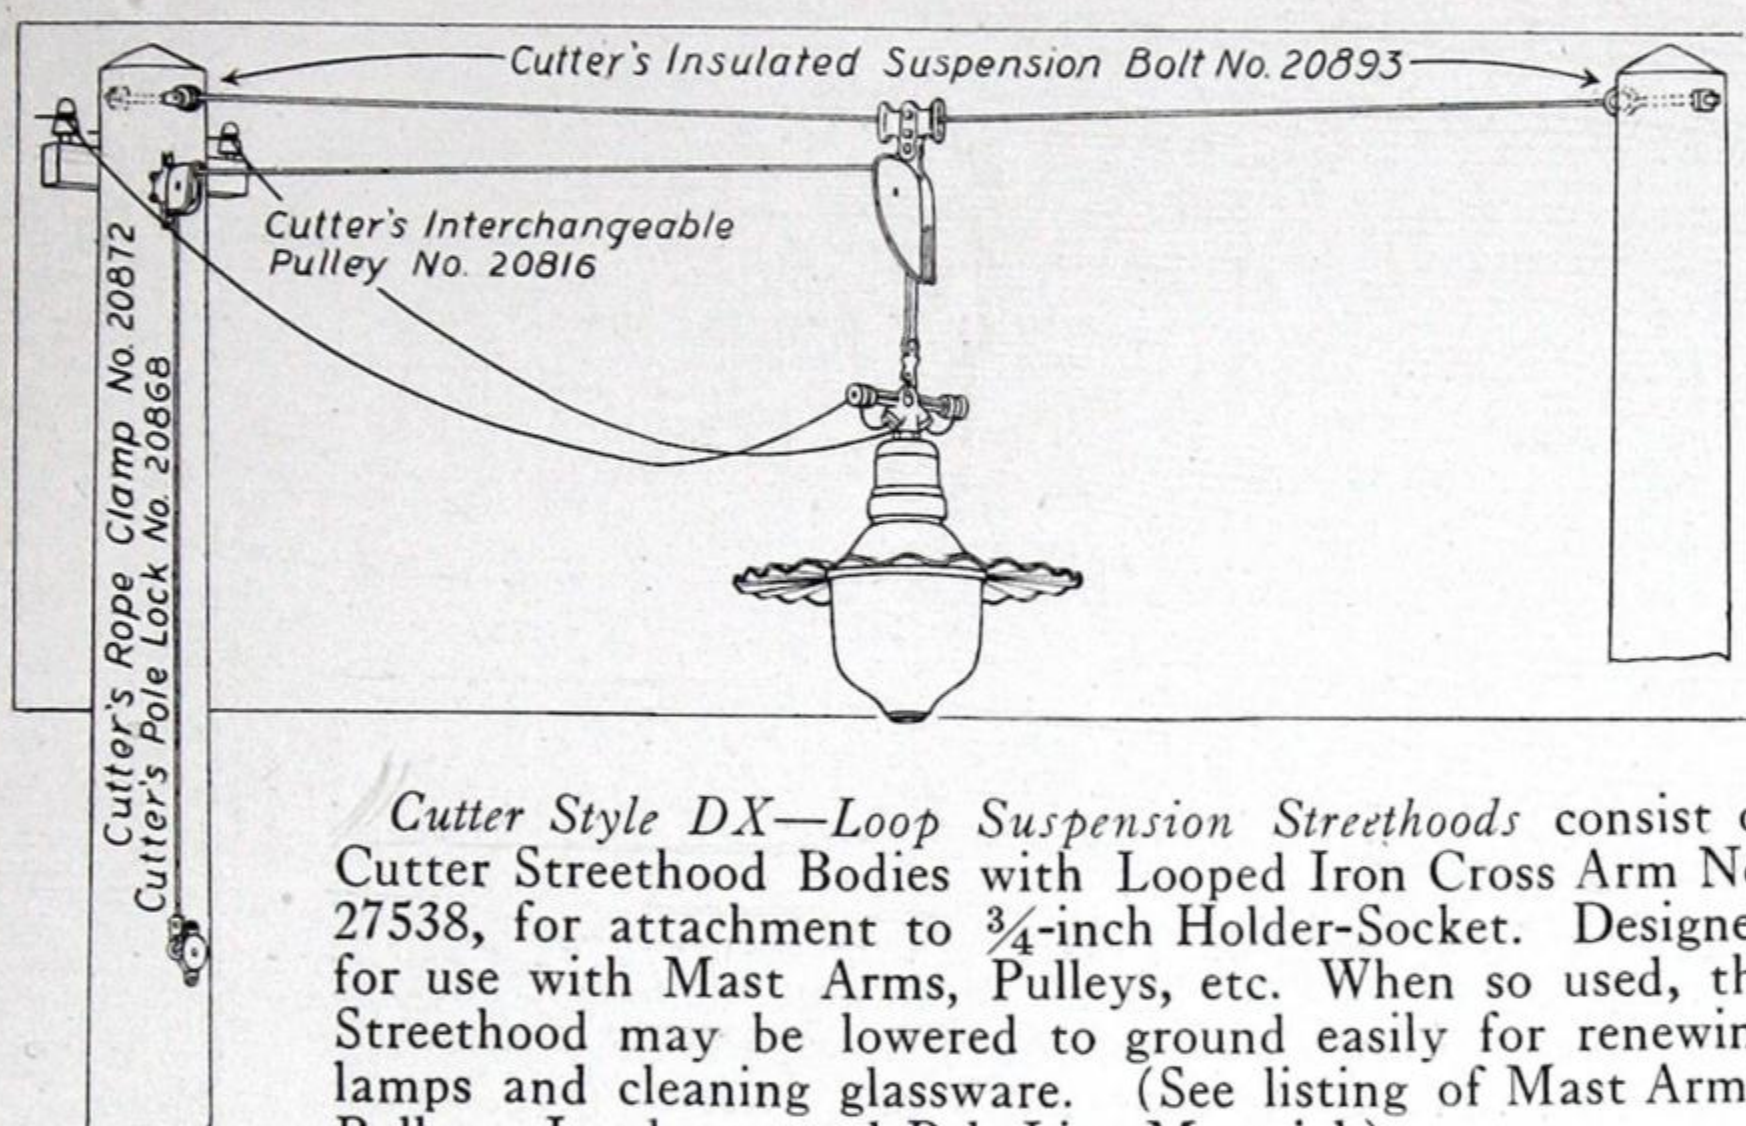 Cutter's Insulated Suspension Bolt No. 20893
Cutter's Interchangeable
Pulley No. 20816
Cutter's Rope Clamp No. 20872
Cutter's Pole Lock No. 20868
Cutter Style DX—Loop Suspension Streethoods consist
Cutter Streethood Bodies with Looped Iron Cross Arm
27538, for attachment to ¾-inch Holder-Socket. Designe
for use with Mast Arms, Pulleys, etc. When so used, th
Streethood may be lowered to ground easily for renewin
lamps and cleaning glassware. (See listing of Mast Arm